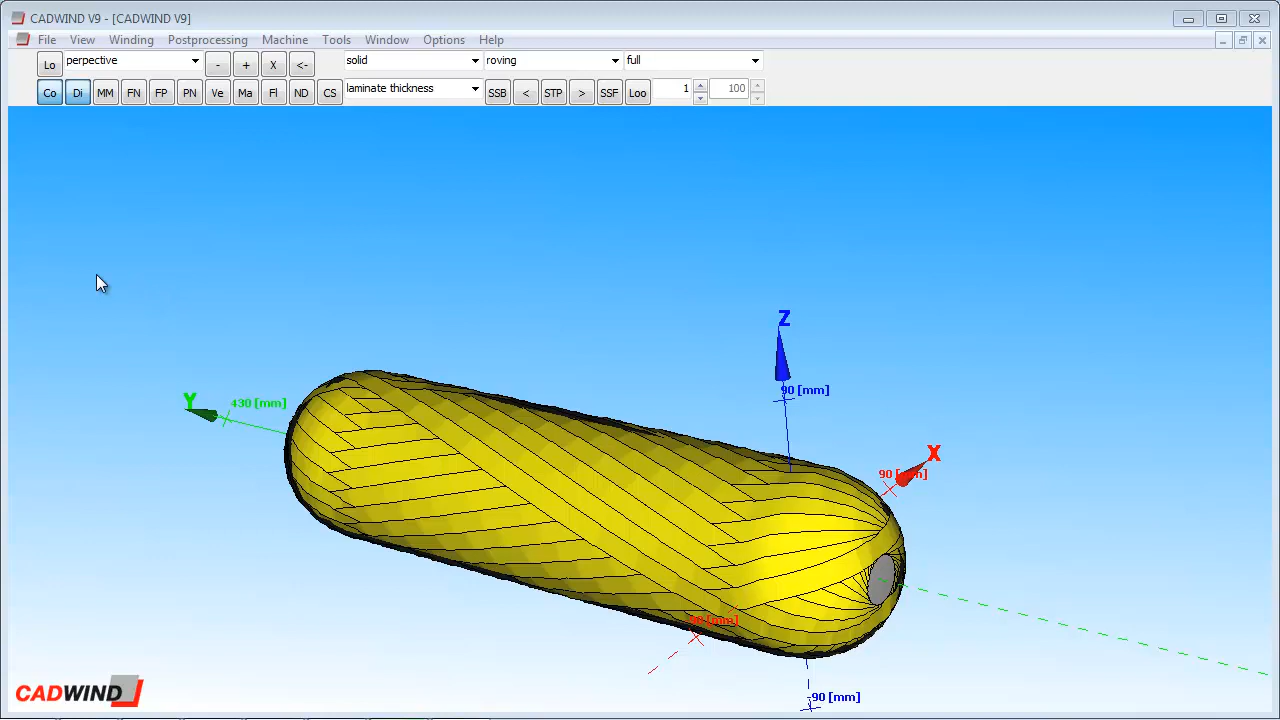 CADWIND V9 - [CADWIND V9]
File View Winding Postprocessing Machine Tools Window Options Help
Lo perpective - + X <- solid roving full
Co Di MM FN FP PN Ve Ma Fl ND CS laminate thickness SSB < STP > SSF Loo 1 100
Z
90 [mm]
Y
430 [mm]
X
90 [mm]
90 [mm]
-90 [mm]
CADWIND